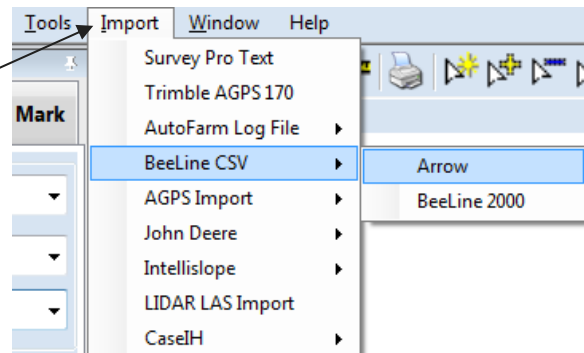 Tools Import Window Help
Survey Pro Text
Trimble AGPS 170
Mark
AutoFarm Log File
BeeLine CSV
Arrow
AGPS Import
BeeLine 2000
John Deere
Intellislope
LIDAR LAS Import
CaseIH